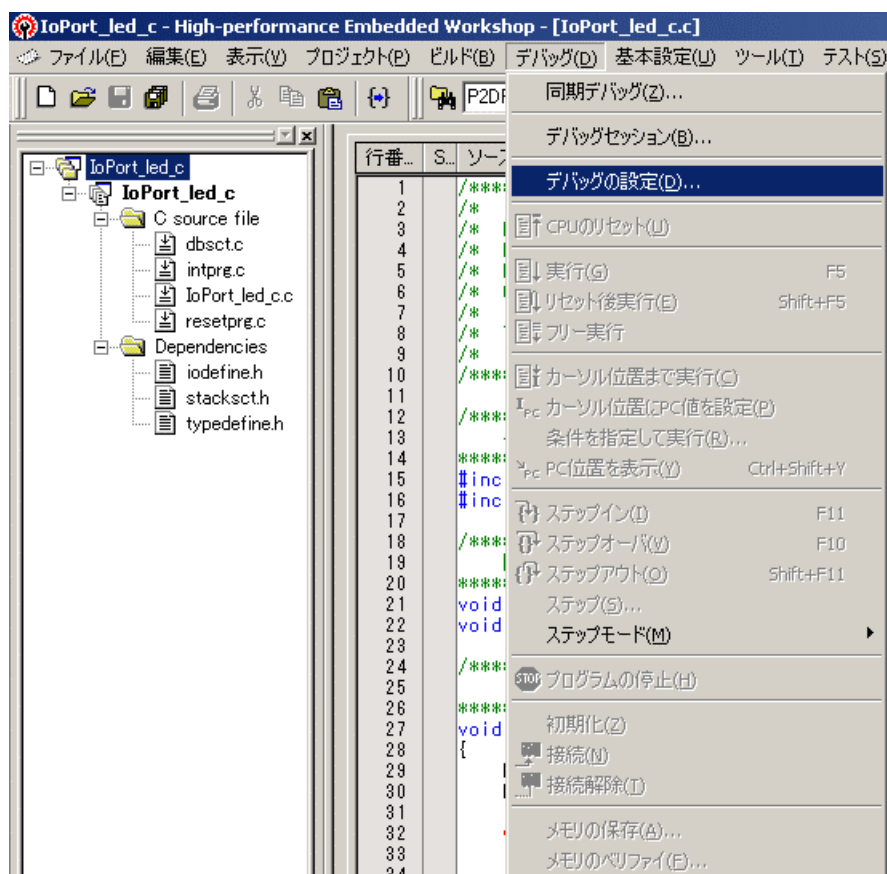 IoPort_led_c - High-performance Embedded Workshop - [IoPort_led_c.c]
ファイル(F) 編集(E) 表示(V) プロジェクト(P) ビルド(B) デバッグ(D) 基本設定(U) ツール(T) テスト(S)
P2DR
行番... S... ソース
IoPort_led_c
IoPort_led_c
C source file
dbsct.c
intprg.c
IoPort_led_c.c
resetprg.c
Dependencies
iodefine.h
stacksct.h
typedefine.h
1 /****
2 /*
3 /*
4 /*
5 /*
6 /*
7 /*
8 /*
9 /*
10 /****
11
12 /****
13
14 *****
15 #inc
16 #inc
17
18 /****
19
20 *****
21 void
22 void
23
24 /****
25
26 *****
27 void
28 {
29
30
31
32
33
同期デバッグ(Z)...
デバッグセッション(B)...
デバッグの設定(D)...
CPUのリセット(U)
実行(G) F5
リセット後実行(E) Shift+F5
フリー実行
カーソル位置まで実行(C)
カーソル位置にPC値を設定(P)
条件を指定して実行(R)...
PC位置を表示(Y) Ctrl+Shift+Y
ステップイン(I) F11
ステップオーバ(V) F10
ステップアウト(O) Shift+F11
ステップ(S)...
ステップモード(M)
STOP プログラムの停止(H)
初期化(Z)
接続(N)
接続解除(T)
メモリの保存(A)...
メモリのベリファイ(E)...